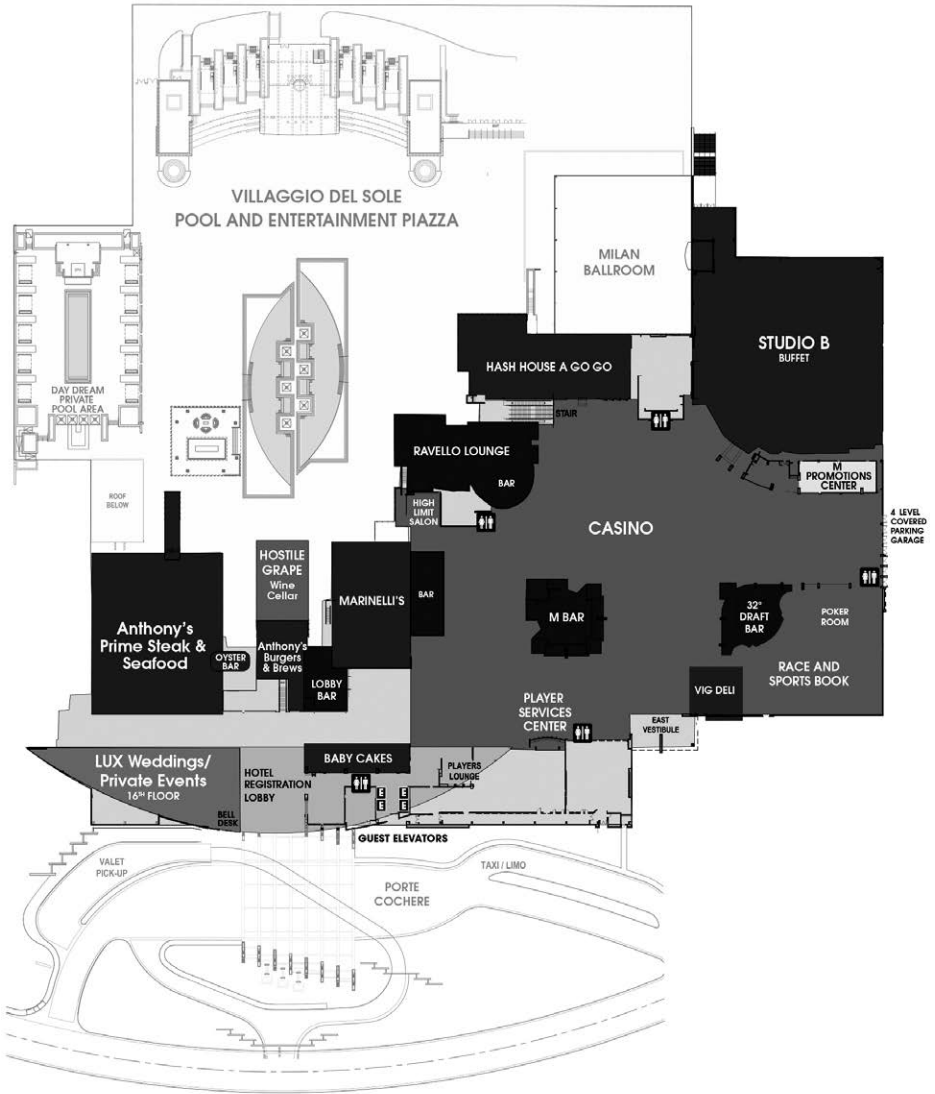 VILLAGGIO DEL SOLE
POOL AND ENTERTAINMENT PIAZZA
MILAN
BALLROOM
STUDIO B
BUFFET
HASH HOUSE A GO GO
DAY DREAM
PRIVATE
POOL AREA
STAIR
RAVELLO LOUNGE
BAR
M
PROMOTIONS
CENTER
ROOF
BELOW
HIGH
LIMIT
SALON
CASINO
4 LEVEL
COVERED
PARKING
GARAGE
HOSTILE
GRAPE
Wine
Cellar
MARINELLI'S
BAR
M BAR
32°
DRAFT
BAR
POKER
ROOM
Anthony's
Prime Steak &
Seafood
OYSTER
BAR
Anthony's
Burgers
& Brews
LOBBY
BAR
RACE AND
SPORTS BOOK
VIG DELI
PLAYER
SERVICES
CENTER
EAST
VESTIBULE
LUX Weddings/
Private Events
16TH FLOOR
HOTEL
REGISTRATION
LOBBY
BABY CAKES
PLAYERS
LOUNGE
BELL
DESK
E
E
E
E
GUEST ELEVATORS
VALET
PICK-UP
TAXI / LIMO
PORTE
COCHERE